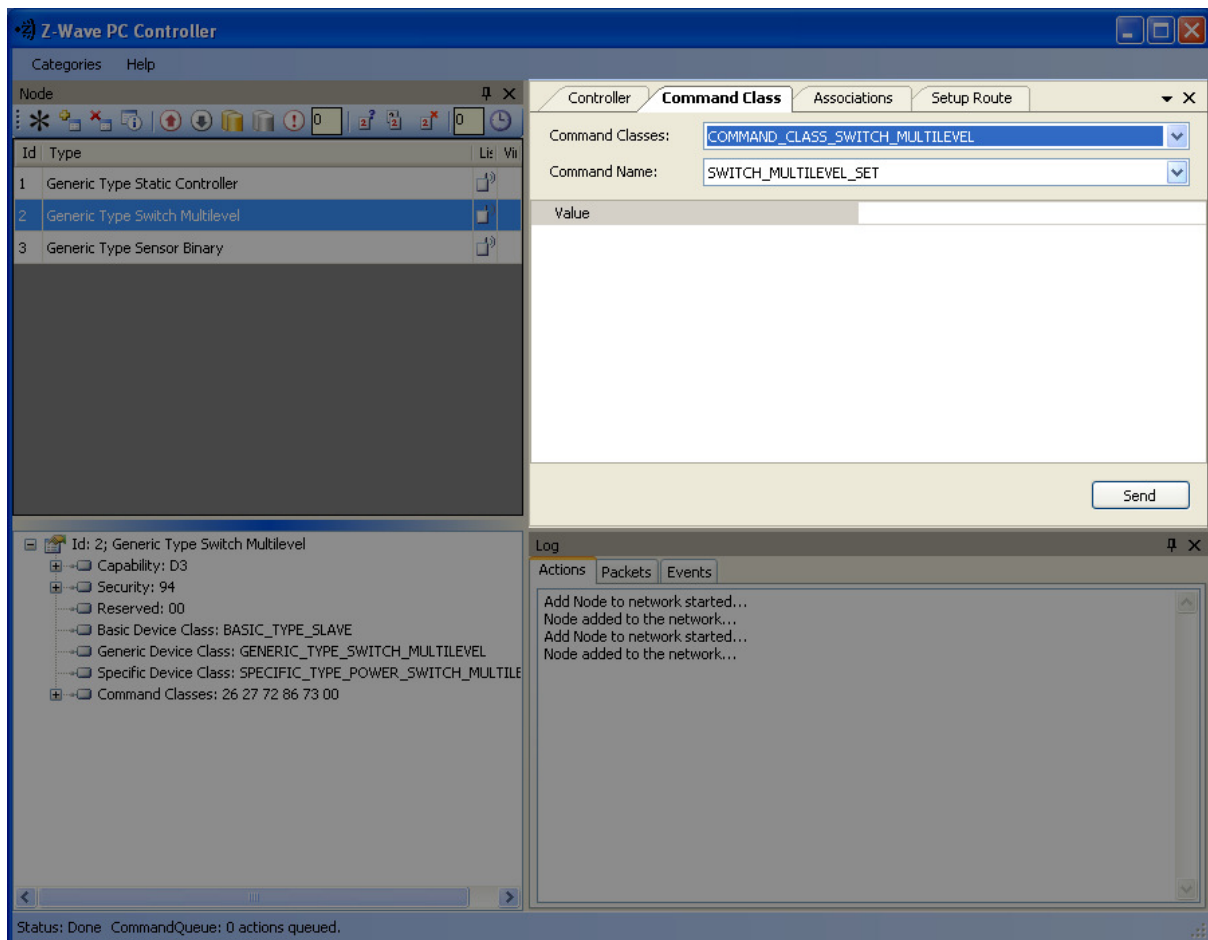 Z-Wave PC Controller
Categories Help
Node
0 0
Id Type Lis Vir
1 Generic Type Static Controller
2 Generic Type Switch Multilevel
3 Generic Type Sensor Binary
Controller Command Class Associations Setup Route
Command Classes: COMMAND_CLASS_SWITCH_MULTILEVEL
Command Name: SWITCH_MULTILEVEL_SET
Value
Send
Id: 2; Generic Type Switch Multilevel
Capability: D3
Security: 94
Reserved: 00
Basic Device Class: BASIC_TYPE_SLAVE
Generic Device Class: GENERIC_TYPE_SWITCH_MULTILEVEL
Specific Device Class: SPECIFIC_TYPE_POWER_SWITCH_MULTILE
Command Classes: 26 27 72 86 73 00
Log
Actions Packets Events
Add Node to network started...
Node added to the network...
Add Node to network started...
Node added to the network...
Status: Done CommandQueue: 0 actions queued.